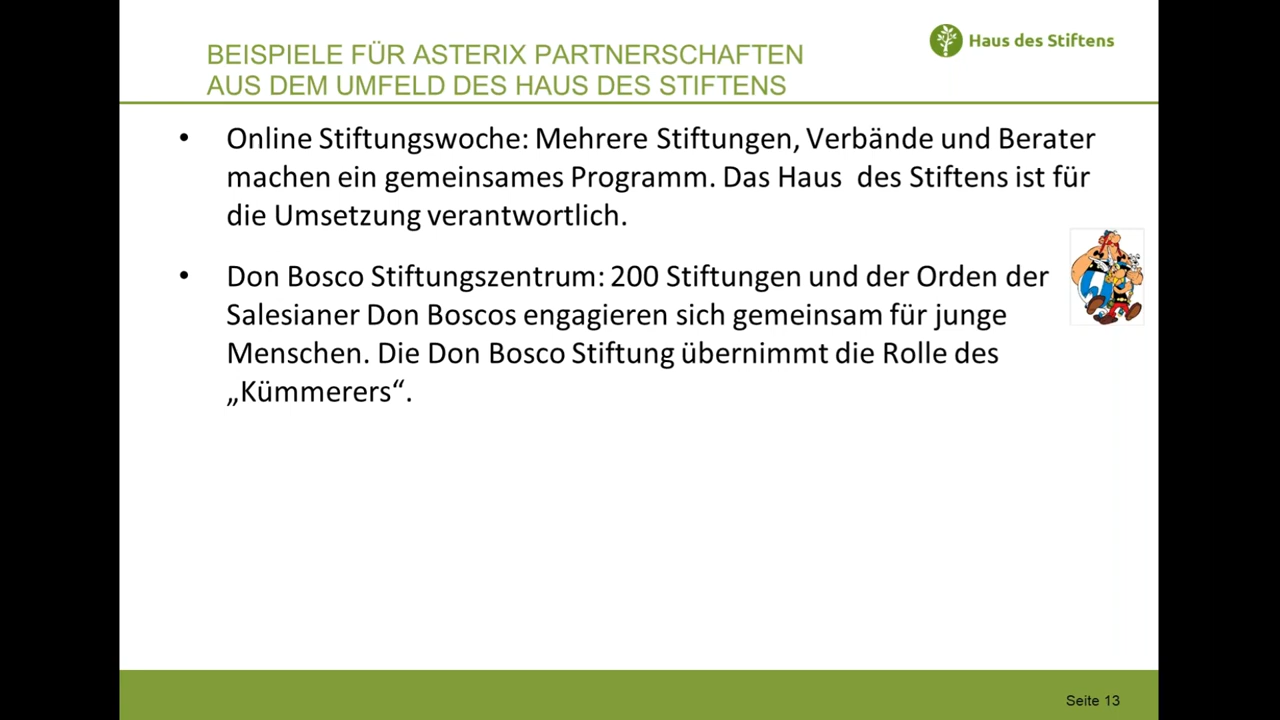 BEISPIELE FÜR ASTERIX PARTNERSCHAFTEN
AUS DEM UMFELD DES HAUS DES STIFTENS
Haus des Stiftens
• Online Stiftungswoche: Mehrere Stiftungen, Verbände und Berater
machen ein gemeinsames Programm. Das Haus des Stiftens ist für
die Umsetzung verantwortlich.
• Don Bosco Stiftungszentrum: 200 Stiftungen und der Orden der
Salesianer Don Boscos engagieren sich gemeinsam für junge
Menschen. Die Don Bosco Stiftung übernimmt die Rolle des
„Kümmerers“.
Seite 13